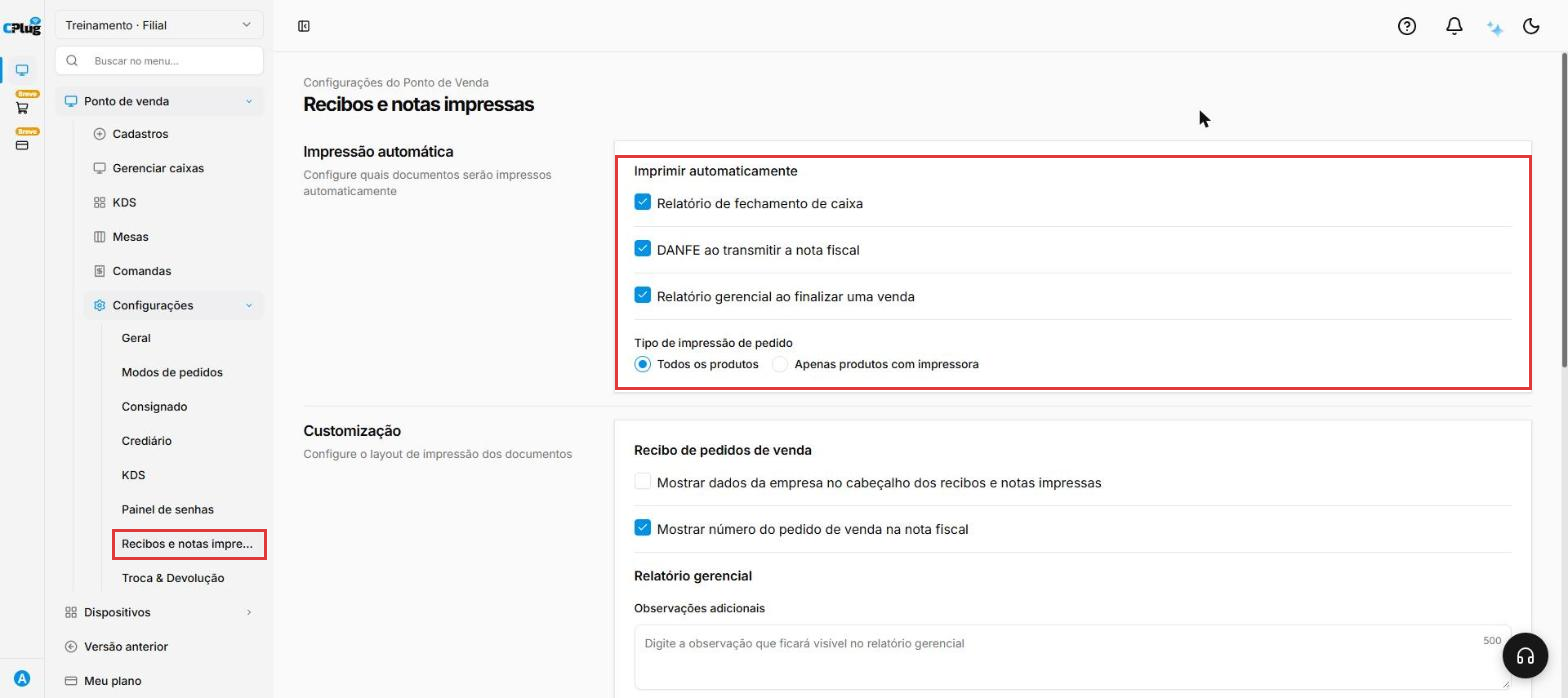 CPlug
Treinamento · Filial
Buscar no menu...
Breve
Breve
Ponto de venda
Cadastros
Gerenciar caixas
KDS
Mesas
Comandas
Configurações
Geral
Modos de pedidos
Consignado
Crediário
KDS
Painel de senhas
Recibos e notas impre...
Troca & Devolução
Dispositivos
Versão anterior
Meu plano
A
Configurações do Ponto de Venda
Recibos e notas impressas
Impressão automática
Configure quais documentos serão impressos
automaticamente
Imprimir automaticamente
Relatório de fechamento de caixa
DANFE ao transmitir a nota fiscal
Relatório gerencial ao finalizar uma venda
Tipo de impressão de pedido
Todos os produtos Apenas produtos com impressora
Customização
Configure o layout de impressão dos documentos
Recibo de pedidos de venda
Mostrar dados da empresa no cabeçalho dos recibos e notas impressas
Mostrar número do pedido de venda na nota fiscal
Relatório gerencial
Observações adicionais
Digite a observação que ficará visível no relatório gerencial
500